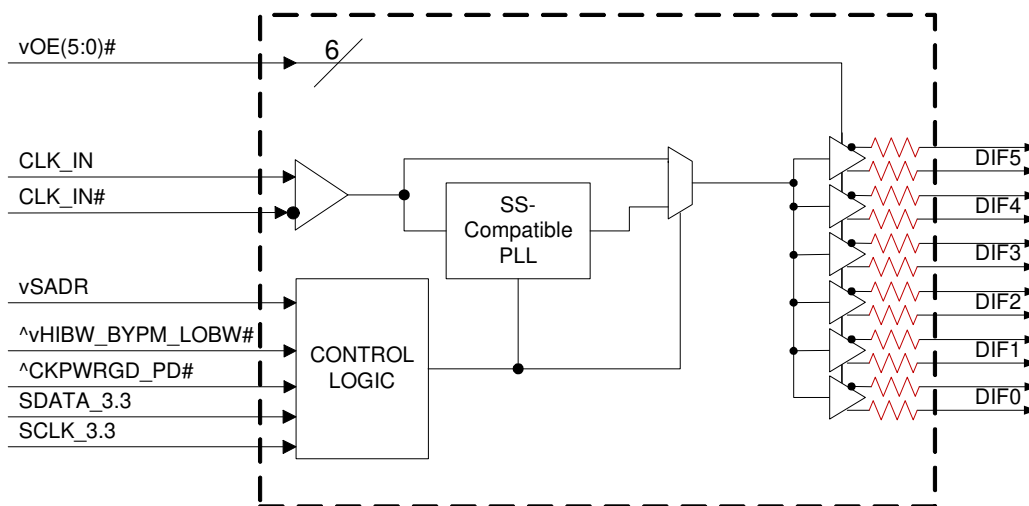 vOE(5:0)#
6
CLK_IN
CLK_IN#
SS-
Compatible
PLL
vSADR
^vHIBW_BYPM_LOBW#
^CKPWRGD_PD#
SDATA_3.3
SCLK_3.3
CONTROL
LOGIC
DIF5
DIF4
DIF3
DIF2
DIF1
DIF0